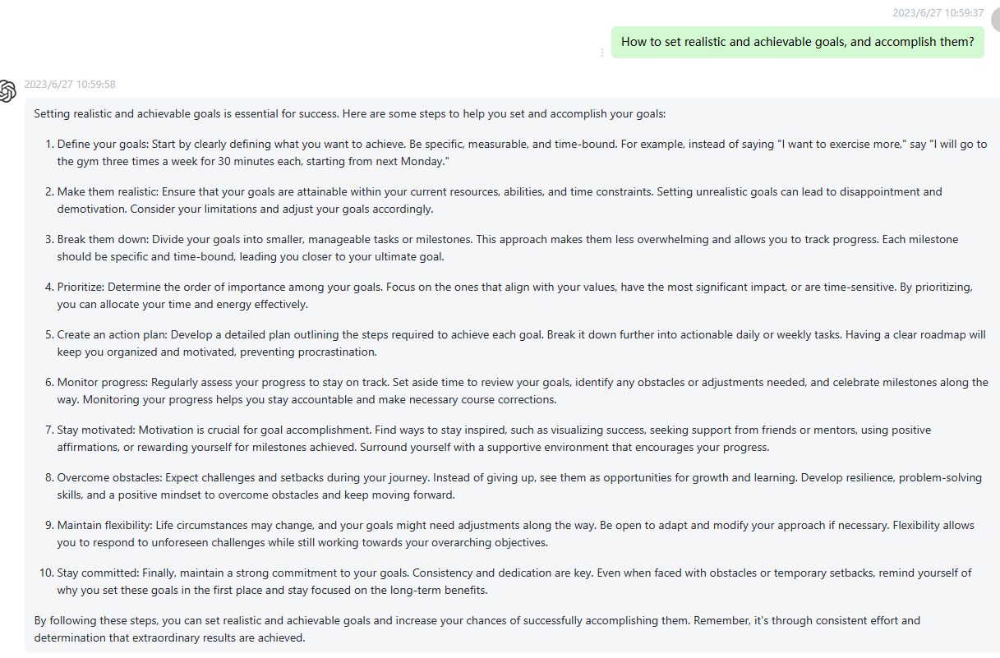 2023/6/27 10:59:37
How to set realistic and achievable goals, and accomplish them?
2023/6/27 10:59:58
Setting realistic and achievable goals is essential for success. Here are some steps to help you set and accomplish your goals:
1. Define your goals: Start by clearly defining what you want to achieve. Be specific, measurable, and time-bound. For example, instead of saying "I want to exercise more," say "I will go to
the gym three times a week for 30 minutes each, starting from next Monday."
2. Make them realistic: Ensure that your goals are attainable within your current resources, abilities, and time constraints. Setting unrealistic goals can lead to disappointment and
demotivation. Consider your limitations and adjust your goals accordingly.
3. Break them down: Divide your goals into smaller, manageable tasks or milestones. This approach makes them less overwhelming and allows you to track progress. Each milestone
should be specific and time-bound, leading you closer to your ultimate goal.
4. Prioritize: Determine the order of importance among your goals. Focus on the ones that align with your values, have the most significant impact, or are time-sensitive. By prioritizing,
you can allocate your time and energy effectively.
5. Create an action plan: Develop a detailed plan outlining the steps required to achieve each goal. Break it down further into actionable daily or weekly tasks. Having a clear roadmap will
keep you organized and motivated, preventing procrastination.
6. Monitor progress: Regularly assess your progress to stay on track. Set aside time to review your goals, identify any obstacles or adjustments needed, and celebrate milestones along the
way. Monitoring your progress helps you stay accountable and make necessary course corrections.
7. Stay motivated: Motivation is crucial for goal accomplishment. Find ways to stay inspired, such as visualizing success, seeking support from friends or mentors, using positive
affirmations, or rewarding yourself for milestones achieved. Surround yourself with a supportive environment that encourages your progress.
8. Overcome obstacles: Expect challenges and setbacks during your journey. Instead of giving up, see them as opportunities for growth and learning. Develop resilience, problem-solving
skills, and a positive mindset to overcome obstacles and keep moving forward.
9. Maintain flexibility: Life circumstances may change, and your goals might need adjustments along the way. Be open to adapt and modify your approach if necessary. Flexibility allows
you to respond to unforeseen challenges while still working towards your overarching objectives.
10. Stay committed: Finally, maintain a strong commitment to your goals. Consistency and dedication are key. Even when faced with obstacles or temporary setbacks, remind yourself of
why you set these goals in the first place and stay focused on the long-term benefits.
By following these steps, you can set realistic and achievable goals and increase your chances of successfully accomplishing them. Remember, it's through consistent effort and
determination that extraordinary results are achieved.